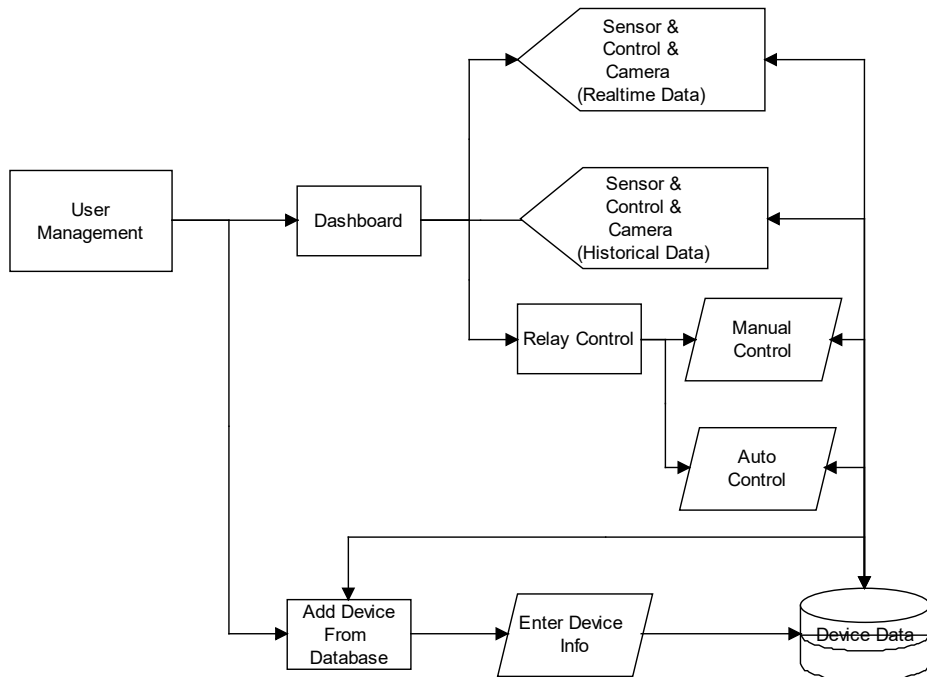 Sensor &
Control &
Camera
(Realtime Data)
User
Management
Dashboard
Sensor &
Control &
Camera
(Historical Data)
Relay Control
Manual
Control
Auto
Control
Add Device
From
Database
Enter Device
Info
Device Data